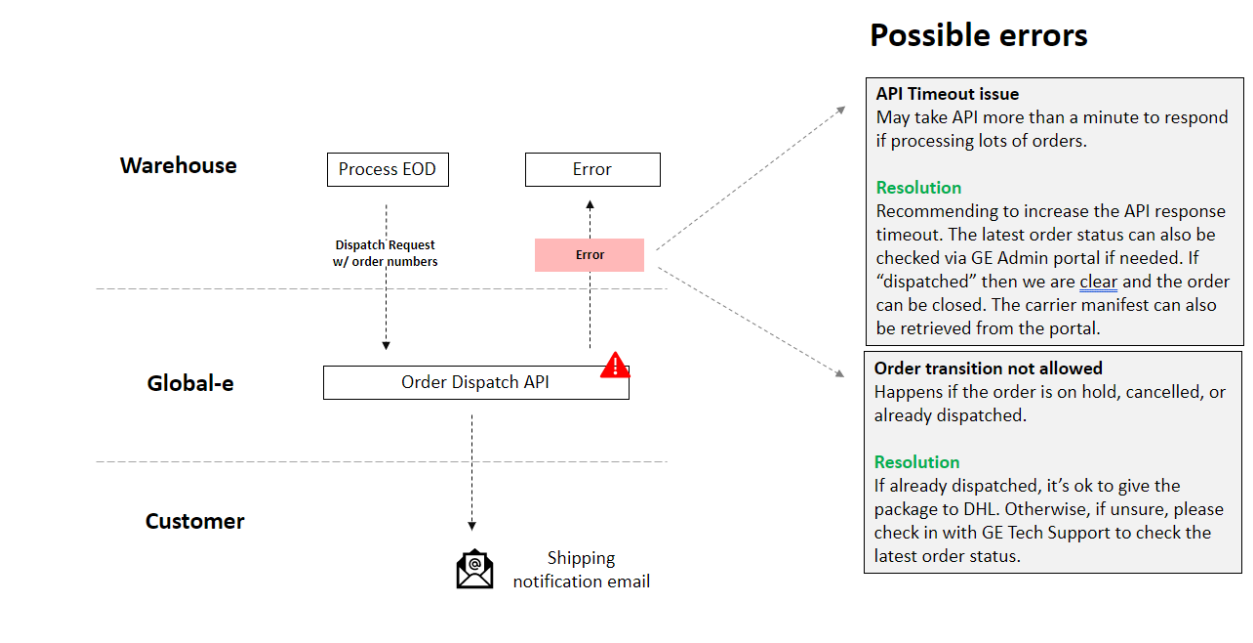 Possible errors
API Timeout issue
May take API more than a minute to respond
if processing lots of orders.
Resolution
Recommending to increase the API response
timeout. The latest order status can also be
checked via GE Admin portal if needed. If
“dispatched” then we are clear and the order
can be closed. The carrier manifest can also
be retrieved from the portal.
Order transition not allowed
Happens if the order is on hold, cancelled, or
already dispatched.
Resolution
If already dispatched, it’s ok to give the
package to DHL. Otherwise, if unsure, please
check in with GE Tech Support to check the
latest order status.
Warehouse
Process EOD
Error
Dispatch Request
w/ order numbers
Error
Global-e
Order Dispatch API
Customer
Shipping
notification email